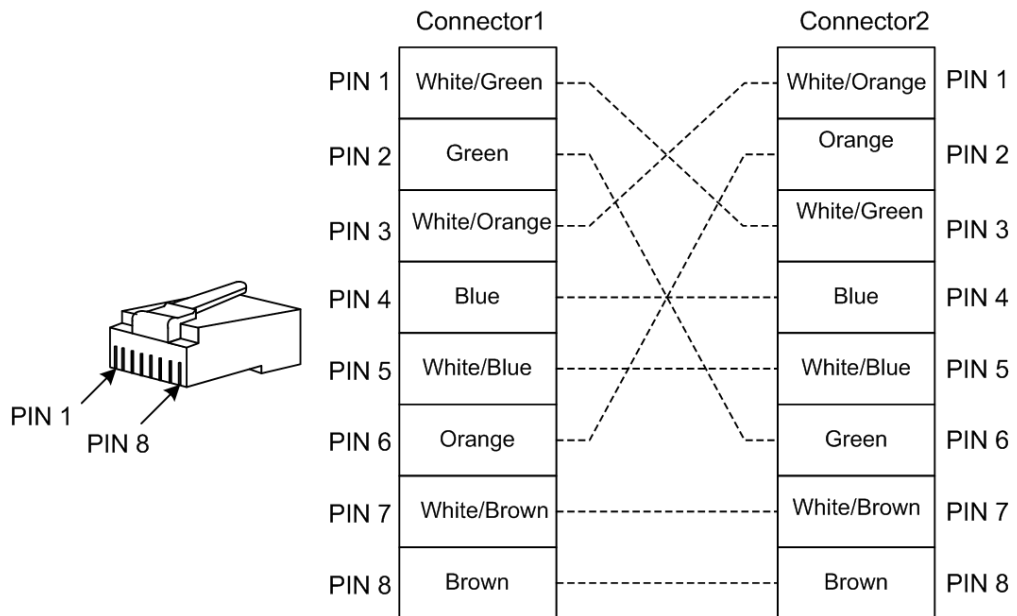 Connector1 Connector2
PIN 1 White/Green White/Orange PIN 1
PIN 2 Green Orange PIN 2
PIN 3 White/Orange White/Green PIN 3
PIN 4 Blue Blue PIN 4
PIN 5 White/Blue White/Blue PIN 5
PIN 6 Orange Green PIN 6
PIN 7 White/Brown White/Brown PIN 7
PIN 8 Brown Brown PIN 8
PIN 1
PIN 8